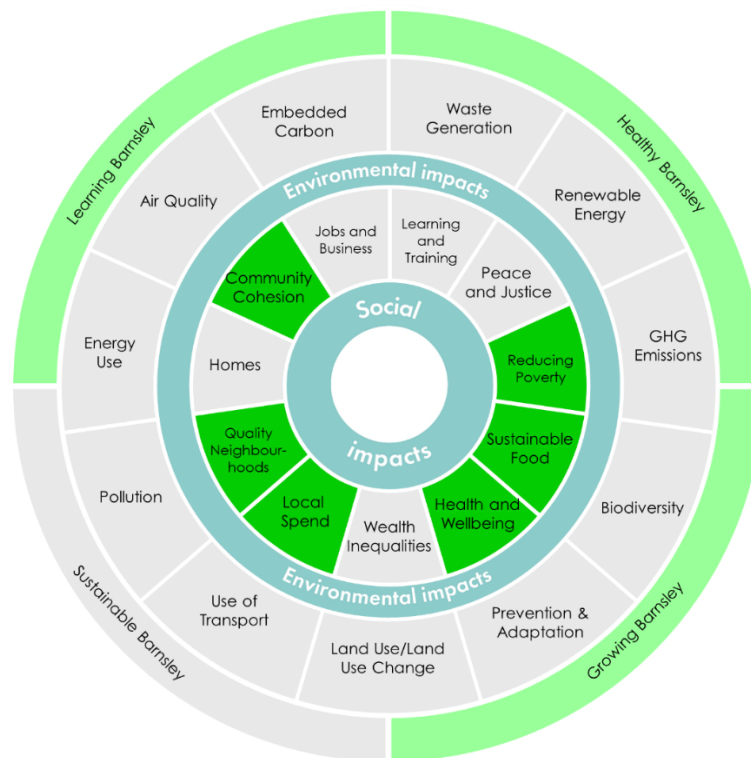 Learning Barnsley
Healthy Barnsley
Growing Barnsley
Sustainable Barnsley
Embedded
Carbon
Waste
Generation
Renewable
Energy
GHG
Emissions
Biodiversity
Prevention &
Adaptation
Land Use/Land
Use Change
Use of
Transport
Pollution
Energy
Use
Air Quality
Environmental impacts
Jobs and
Business
Learning
and
Training
Peace
and Justice
Reducing
Poverty
Sustainable
Food
Health and
Wellbeing
Wealth
Inequalities
Local
Spend
Quality
Neighbour-
hoods
Homes
Community
Cohesion
Social
impacts
Environmental impacts